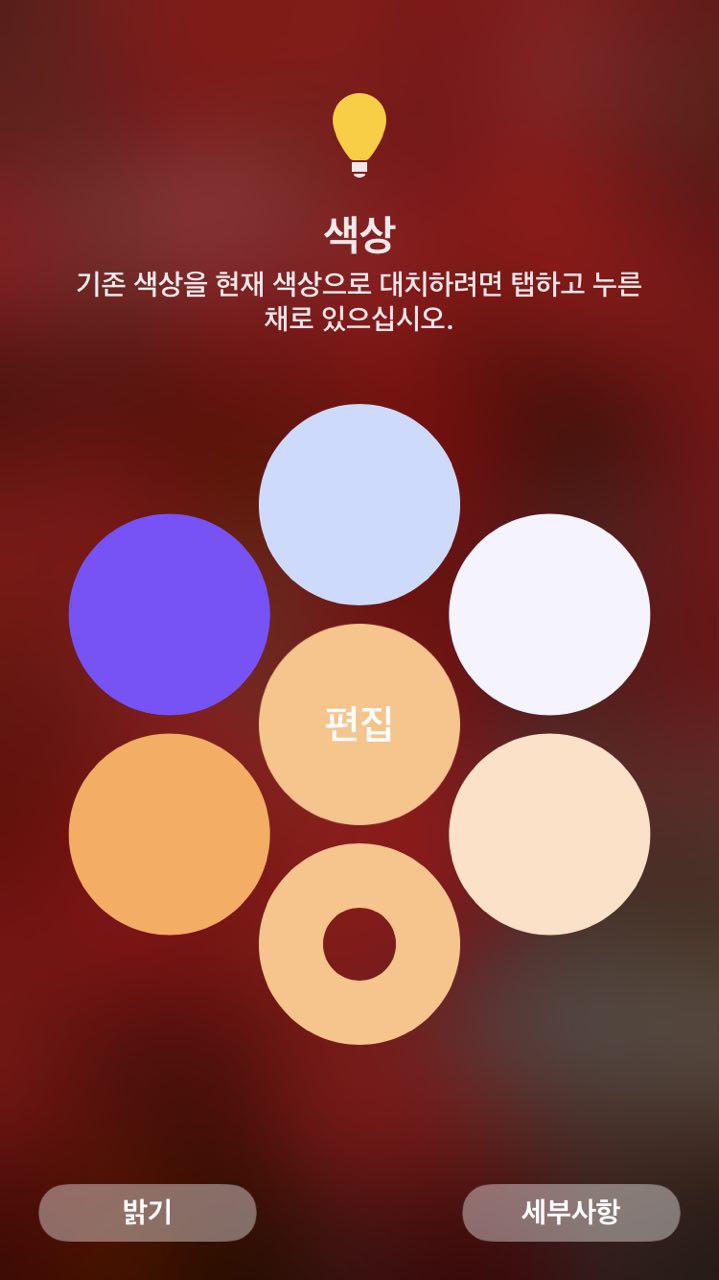 색상
기존 색상을 현재 색상으로 대치하려면 탭하고 누른
채로 있으십시오.
편집
밝기
세부사항